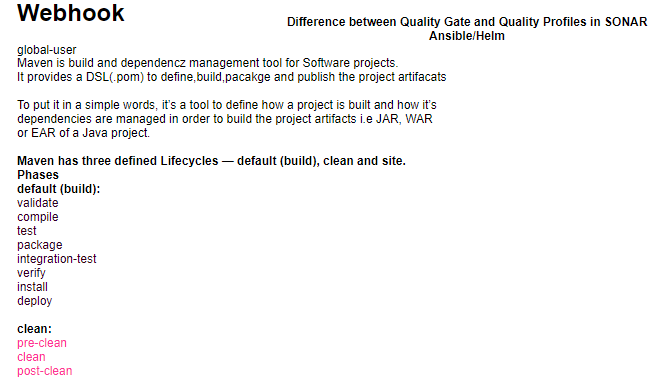 Webhook
Difference between Quality Gate and Quality Profiles in SONAR
Ansible/Helm
global-user
Maven is build and dependencz management tool for Software projects.
It provides a DSL(.pom) to define,build,pacakge and publish the project artifacats
To put it in a simple words, it’s a tool to define how a project is built and how it’s
dependencies are managed in order to build the project artifacts i.e JAR, WAR
or EAR of a Java project.
Maven has three defined Lifecycles — default (build), clean and site.
Phases
default (build):
validate
compile
test
package
integration-test
verify
install
deploy
clean:
pre-clean
clean
post-clean